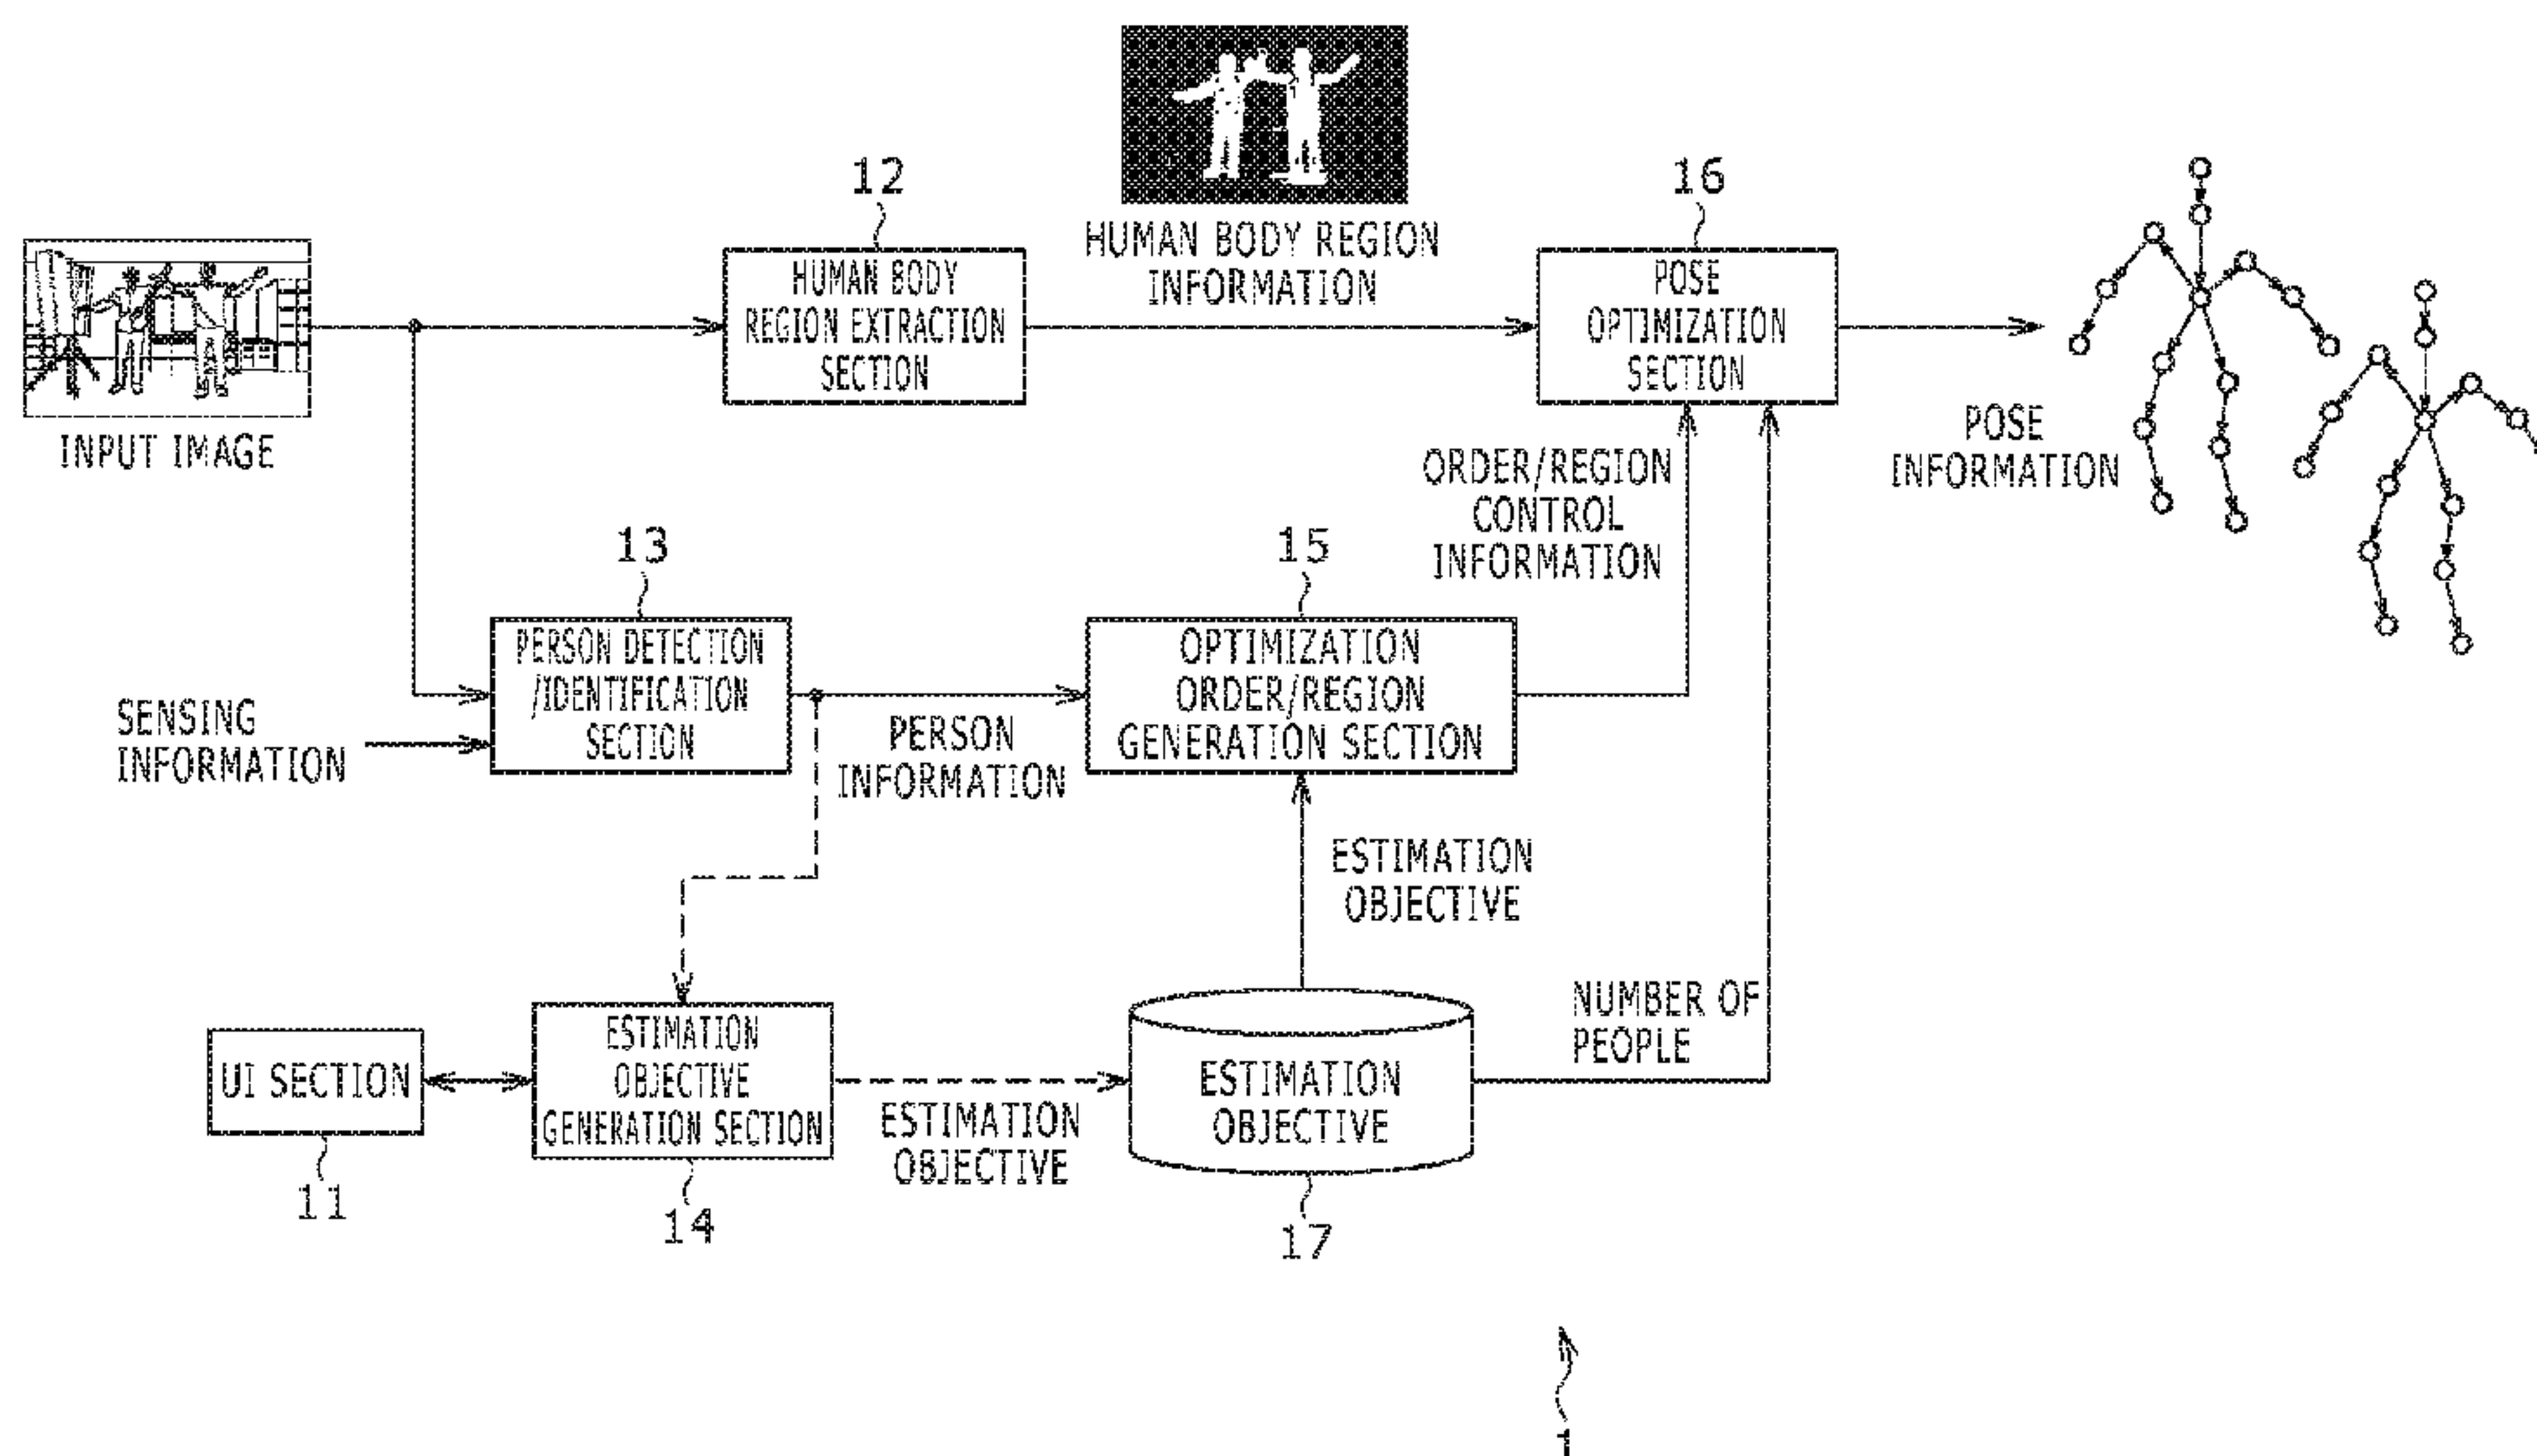 12
16
HUMAN BODY REGION
INFORMATION
HUMAN BODY
REGION EXTRACTION
SECTION
POSE
OPTIMIZATION
SECTION
INPUT IMAGE
POSE
INFORMATION
ORDER/REGION
CONTROL
INFORMATION
13
15
PERSON DETECTION
/IDENTIFICATION
SECTION
OPTIMIZATION
ORDER/REGION
GENERATION SECTION
SENSING
INFORMATION
PERSON
INFORMATION
ESTIMATION
OBJECTIVE
NUMBER OF
PEOPLE
UI SECTION
ESTIMATION
OBJECTIVE
GENERATION SECTION
ESTIMATION
OBJECTIVE
ESTIMATION
OBJECTIVE
11
14
17
1